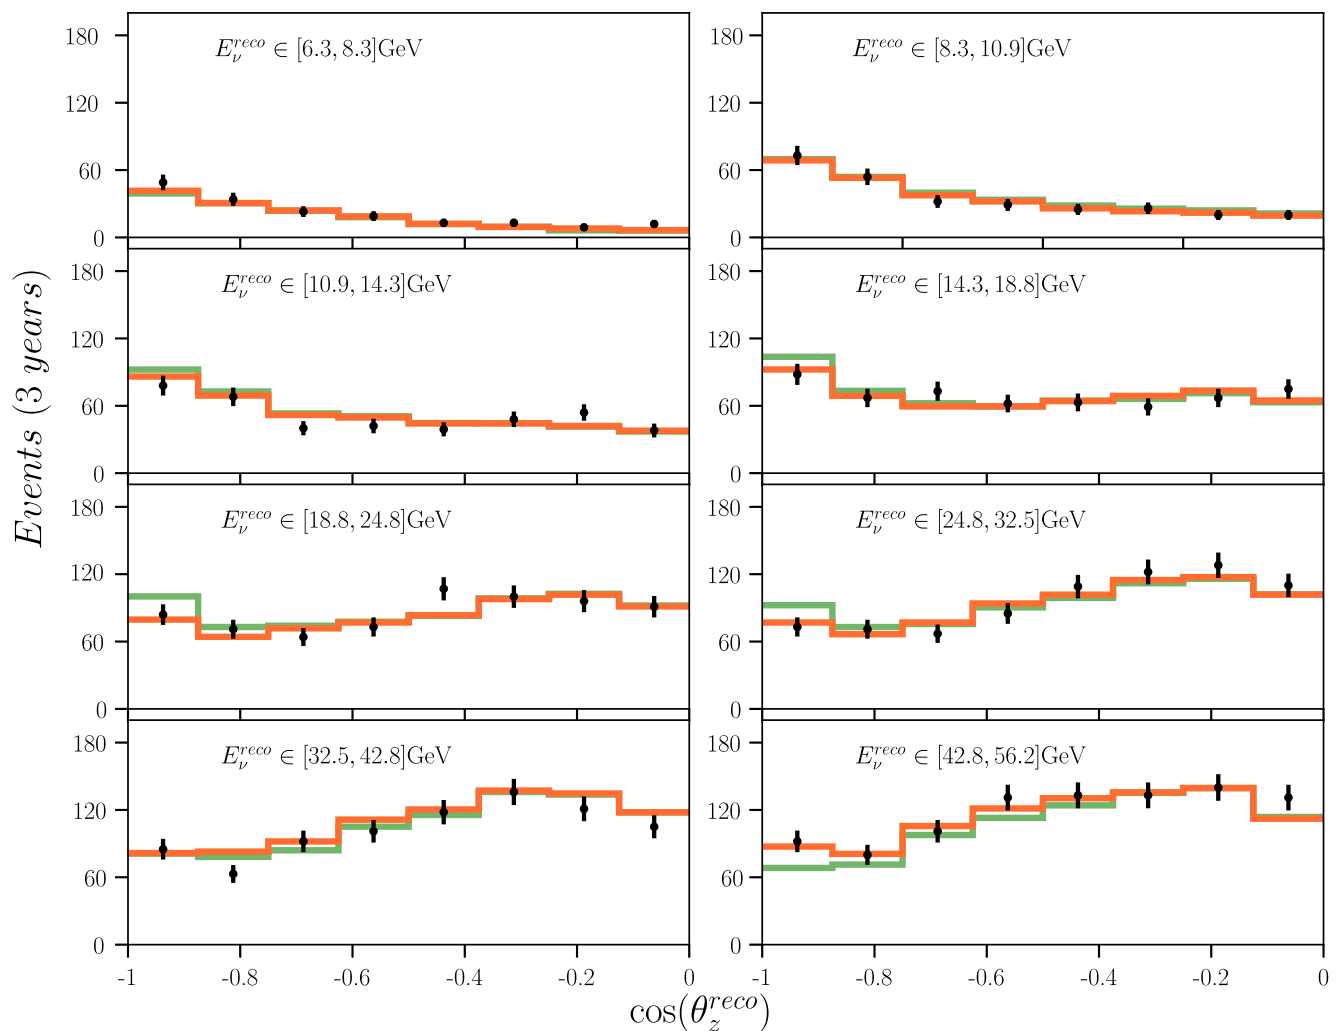 Events (3 years)
180
120
60
0
E_ν^{reco} ∈ [6.3, 8.3]GeV
180
120
60
0
E_ν^{reco} ∈ [8.3, 10.9]GeV
180
120
60
0
E_ν^{reco} ∈ [10.9, 14.3]GeV
180
120
60
0
E_ν^{reco} ∈ [14.3, 18.8]GeV
180
120
60
0
E_ν^{reco} ∈ [18.8, 24.8]GeV
180
120
60
0
E_ν^{reco} ∈ [24.8, 32.5]GeV
180
120
60
0
E_ν^{reco} ∈ [32.5, 42.8]GeV
180
120
60
0
E_ν^{reco} ∈ [42.8, 56.2]GeV
-1 -0.8 -0.6 -0.4 -0.2 0
-1 -0.8 -0.6 -0.4 -0.2 0
cos(θ_z^{reco})